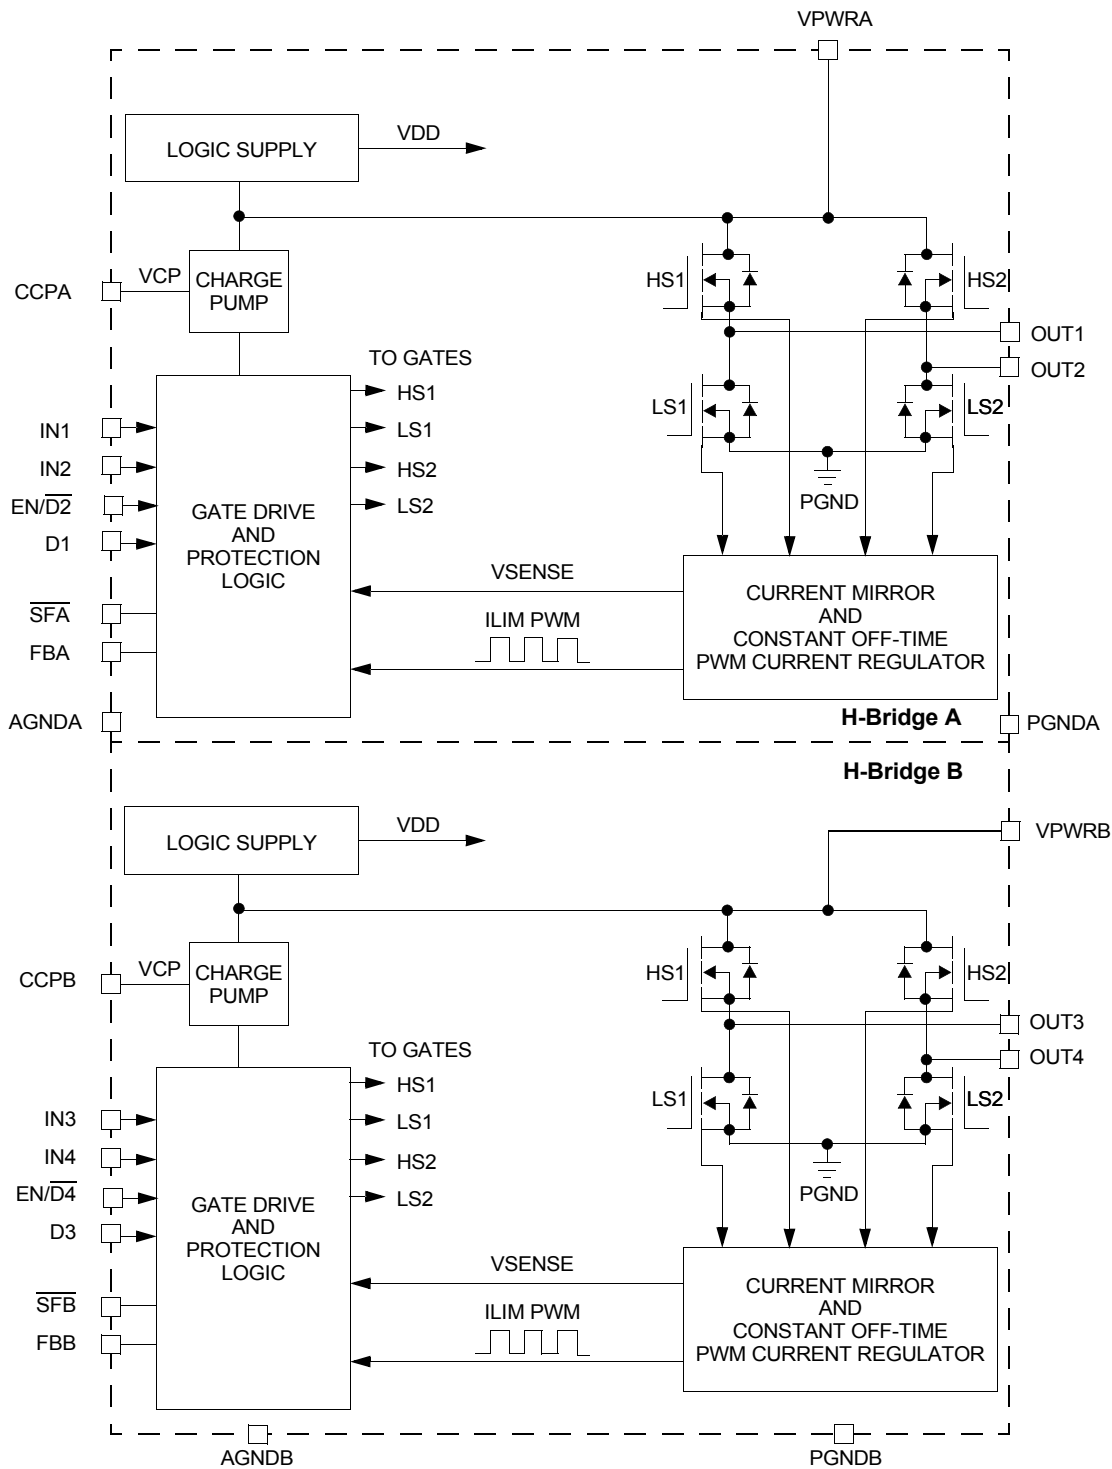 VPWRA
LOGIC SUPPLY
VDD
CCPA
VCP
CHARGE
PUMP
HS1
HS2
OUT1
OUT2
TO GATES
HS1
LS1
HS2
LS2
LS1
LS2
PGND
IN1
IN2
EN/D2
D1
SFA
FBA
AGNDA
GATE DRIVE
AND
PROTECTION
LOGIC
VSENSE
ILIM PWM
CURRENT MIRROR
AND
CONSTANT OFF-TIME
PWM CURRENT REGULATOR
H-Bridge A
PGNDA
H-Bridge B
LOGIC SUPPLY
VDD
VPWRB
CCPB
VCP
CHARGE
PUMP
HS1
HS2
OUT3
OUT4
TO GATES
HS1
LS1
HS2
LS2
LS1
LS2
PGND
IN3
IN4
EN/D4
D3
SFB
FBB
GATE DRIVE
AND
PROTECTION
LOGIC
VSENSE
ILIM PWM
CURRENT MIRROR
AND
CONSTANT OFF-TIME
PWM CURRENT REGULATOR
AGNDB
PGNDB